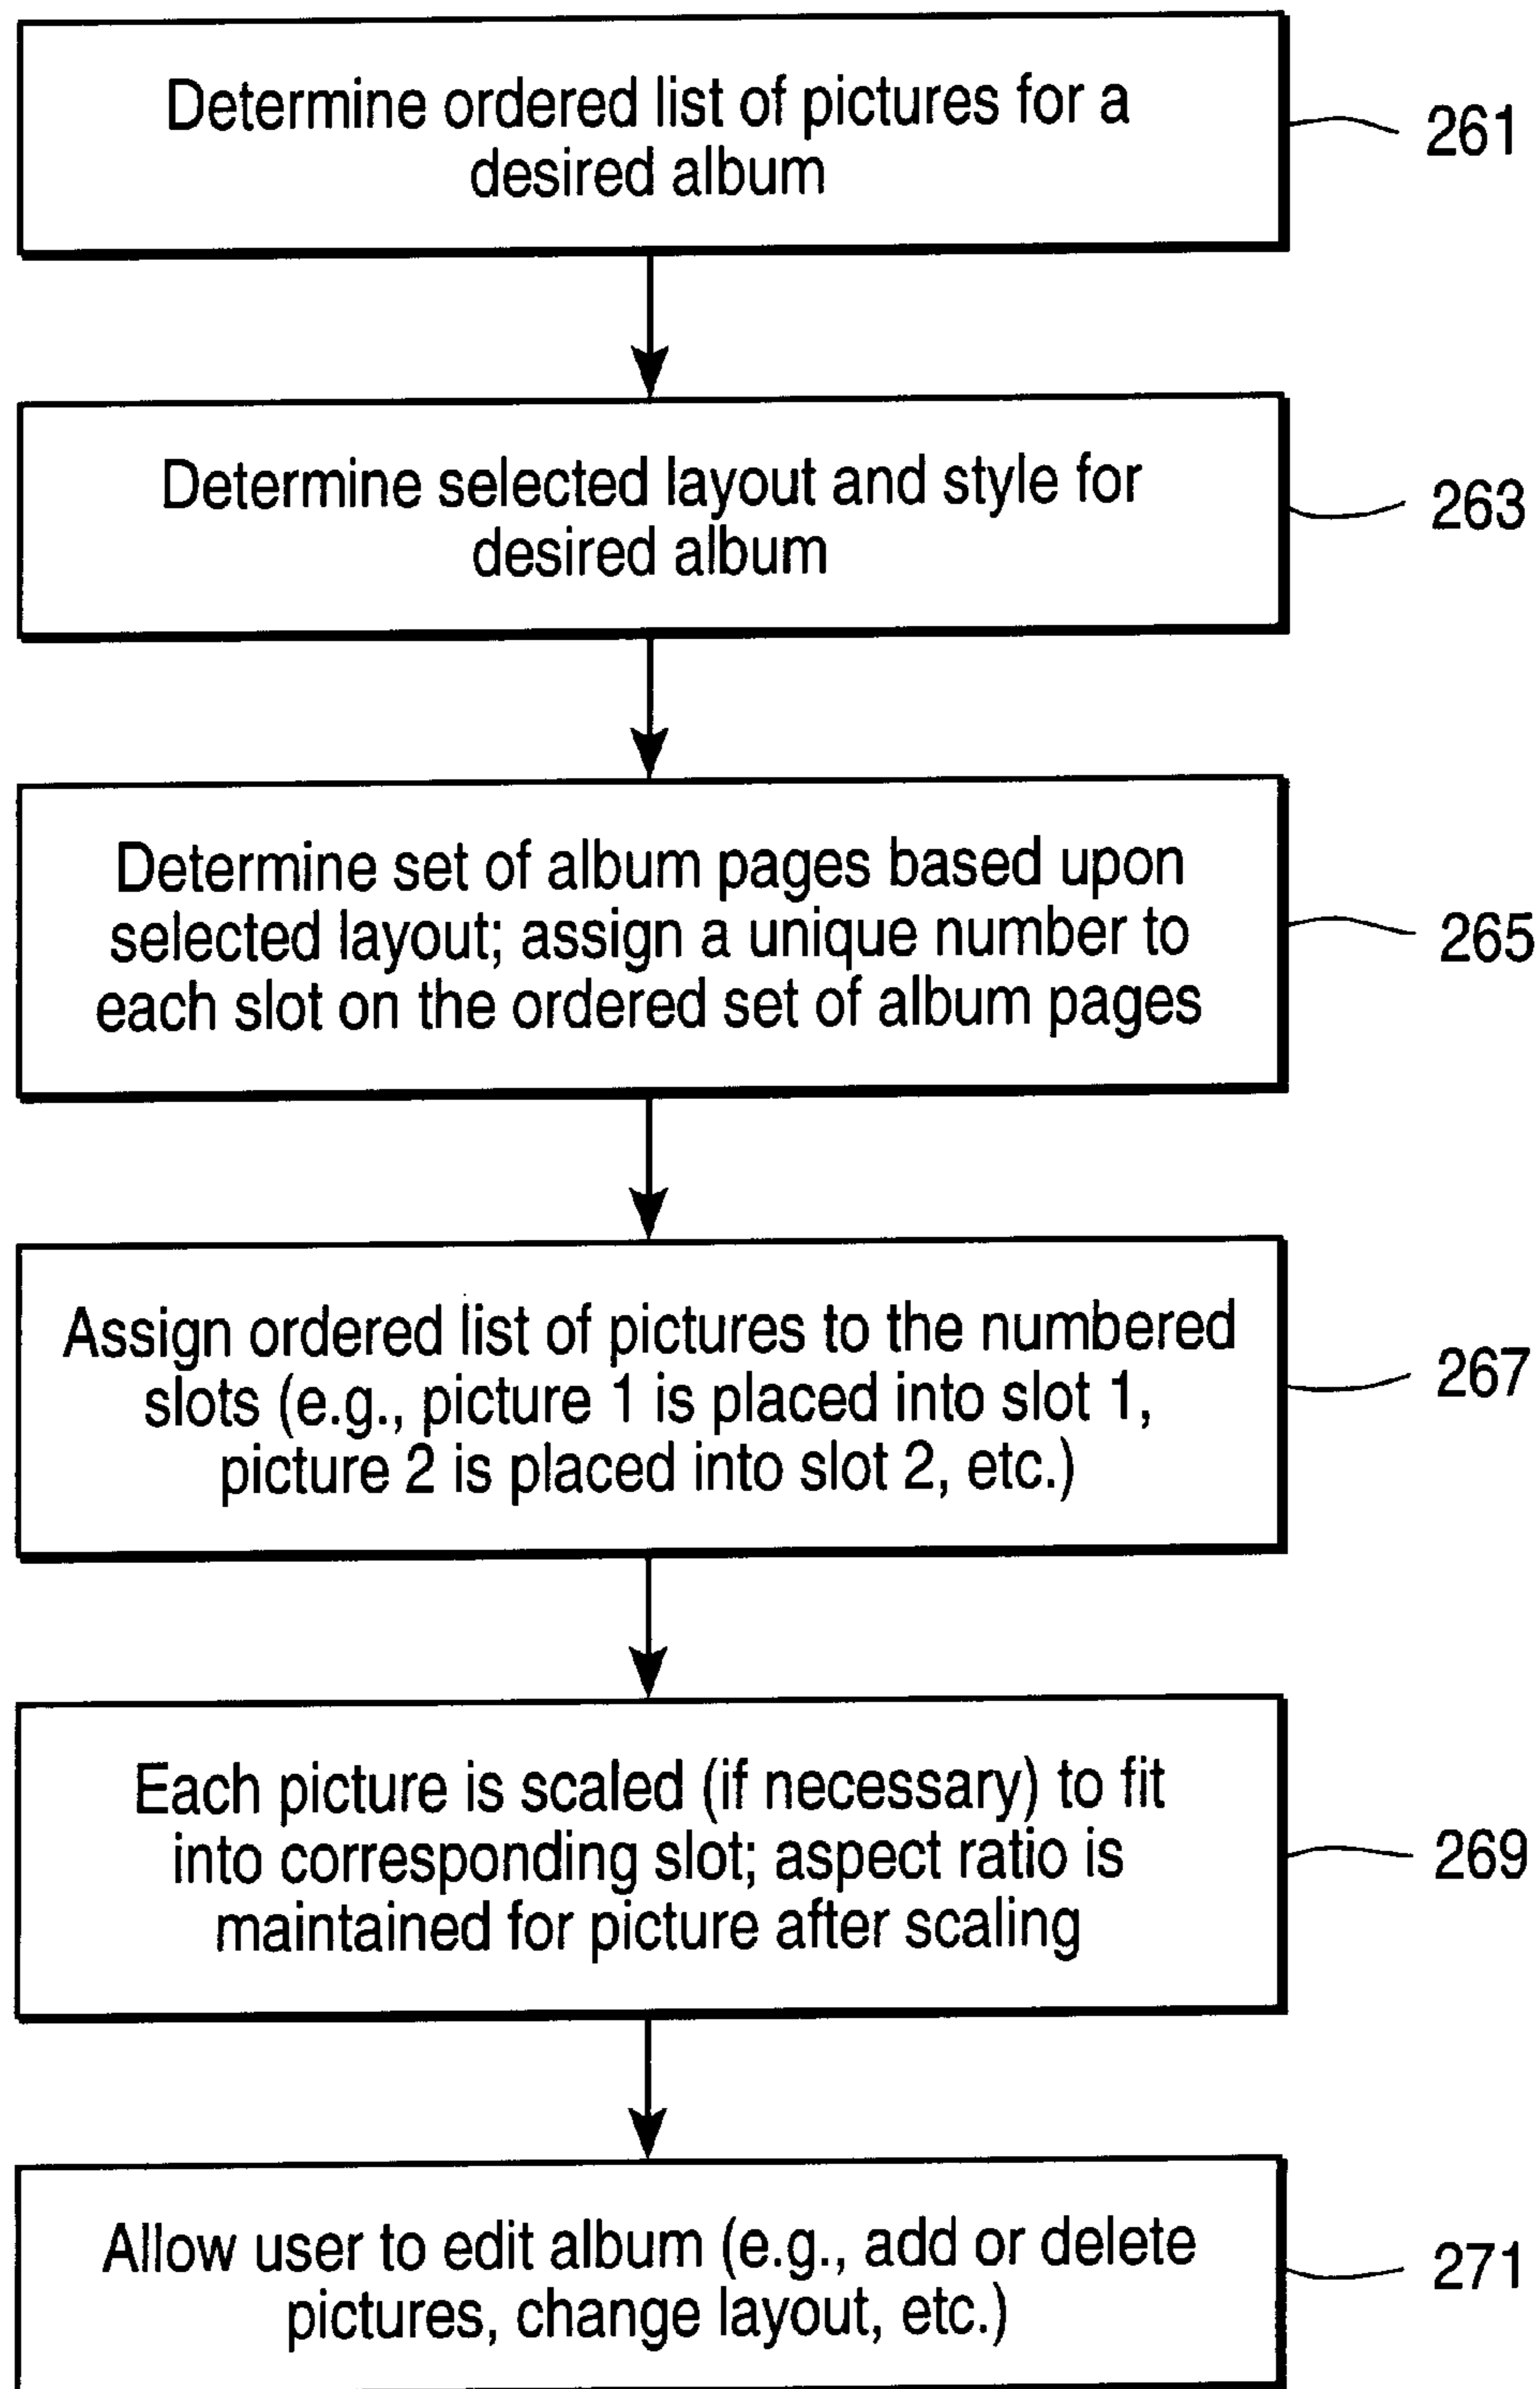 Determine ordered list of pictures for a
desired album
261
Determine selected layout and style for
desired album
263
Determine set of album pages based upon
selected layout; assign a unique number to
each slot on the ordered set of album pages
265
Assign ordered list of pictures to the numbered
slots (e.g., picture 1 is placed into slot 1,
picture 2 is placed into slot 2, etc.)
267
Each picture is scaled (if necessary) to fit
into corresponding slot; aspect ratio is
maintained for picture after scaling
269
Allow user to edit album (e.g., add or delete
pictures, change layout, etc.)
271